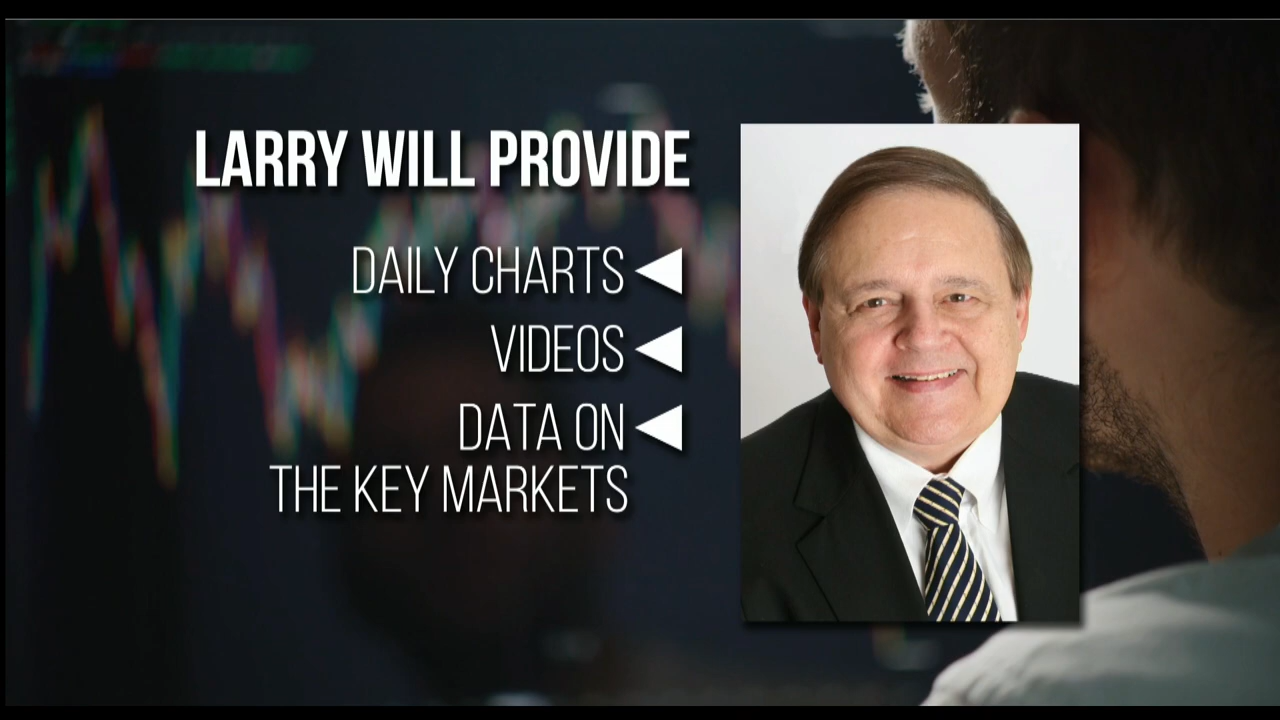 LARRY WILL PROVIDE
DAILY CHARTS
VIDEOS
DATA ON
THE KEY MARKETS